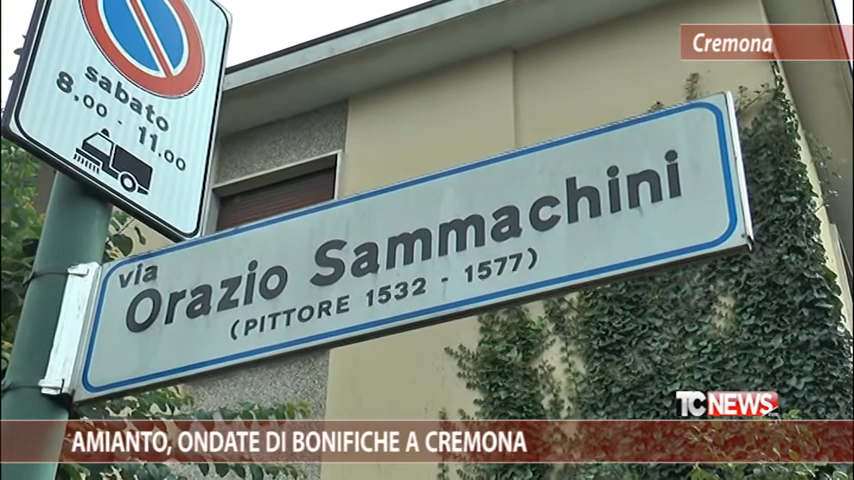 Cremona
sabato
8.00 - 11.00
via
Orazio Sammachini
(PITTORE 1532 - 1577)
TC NEWS
AMIANTO, ONDATE DI BONIFICHE A CREMONA